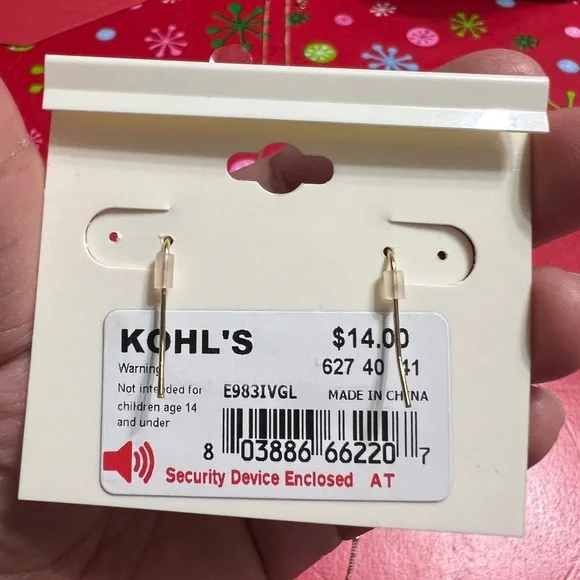 KOHL'S
$14.00
Warning
627 40 41
Not intended for
children age 14
and under
E983IVGL
MADE IN CHINA
8 03886 66220 7
Security Device Enclosed AT